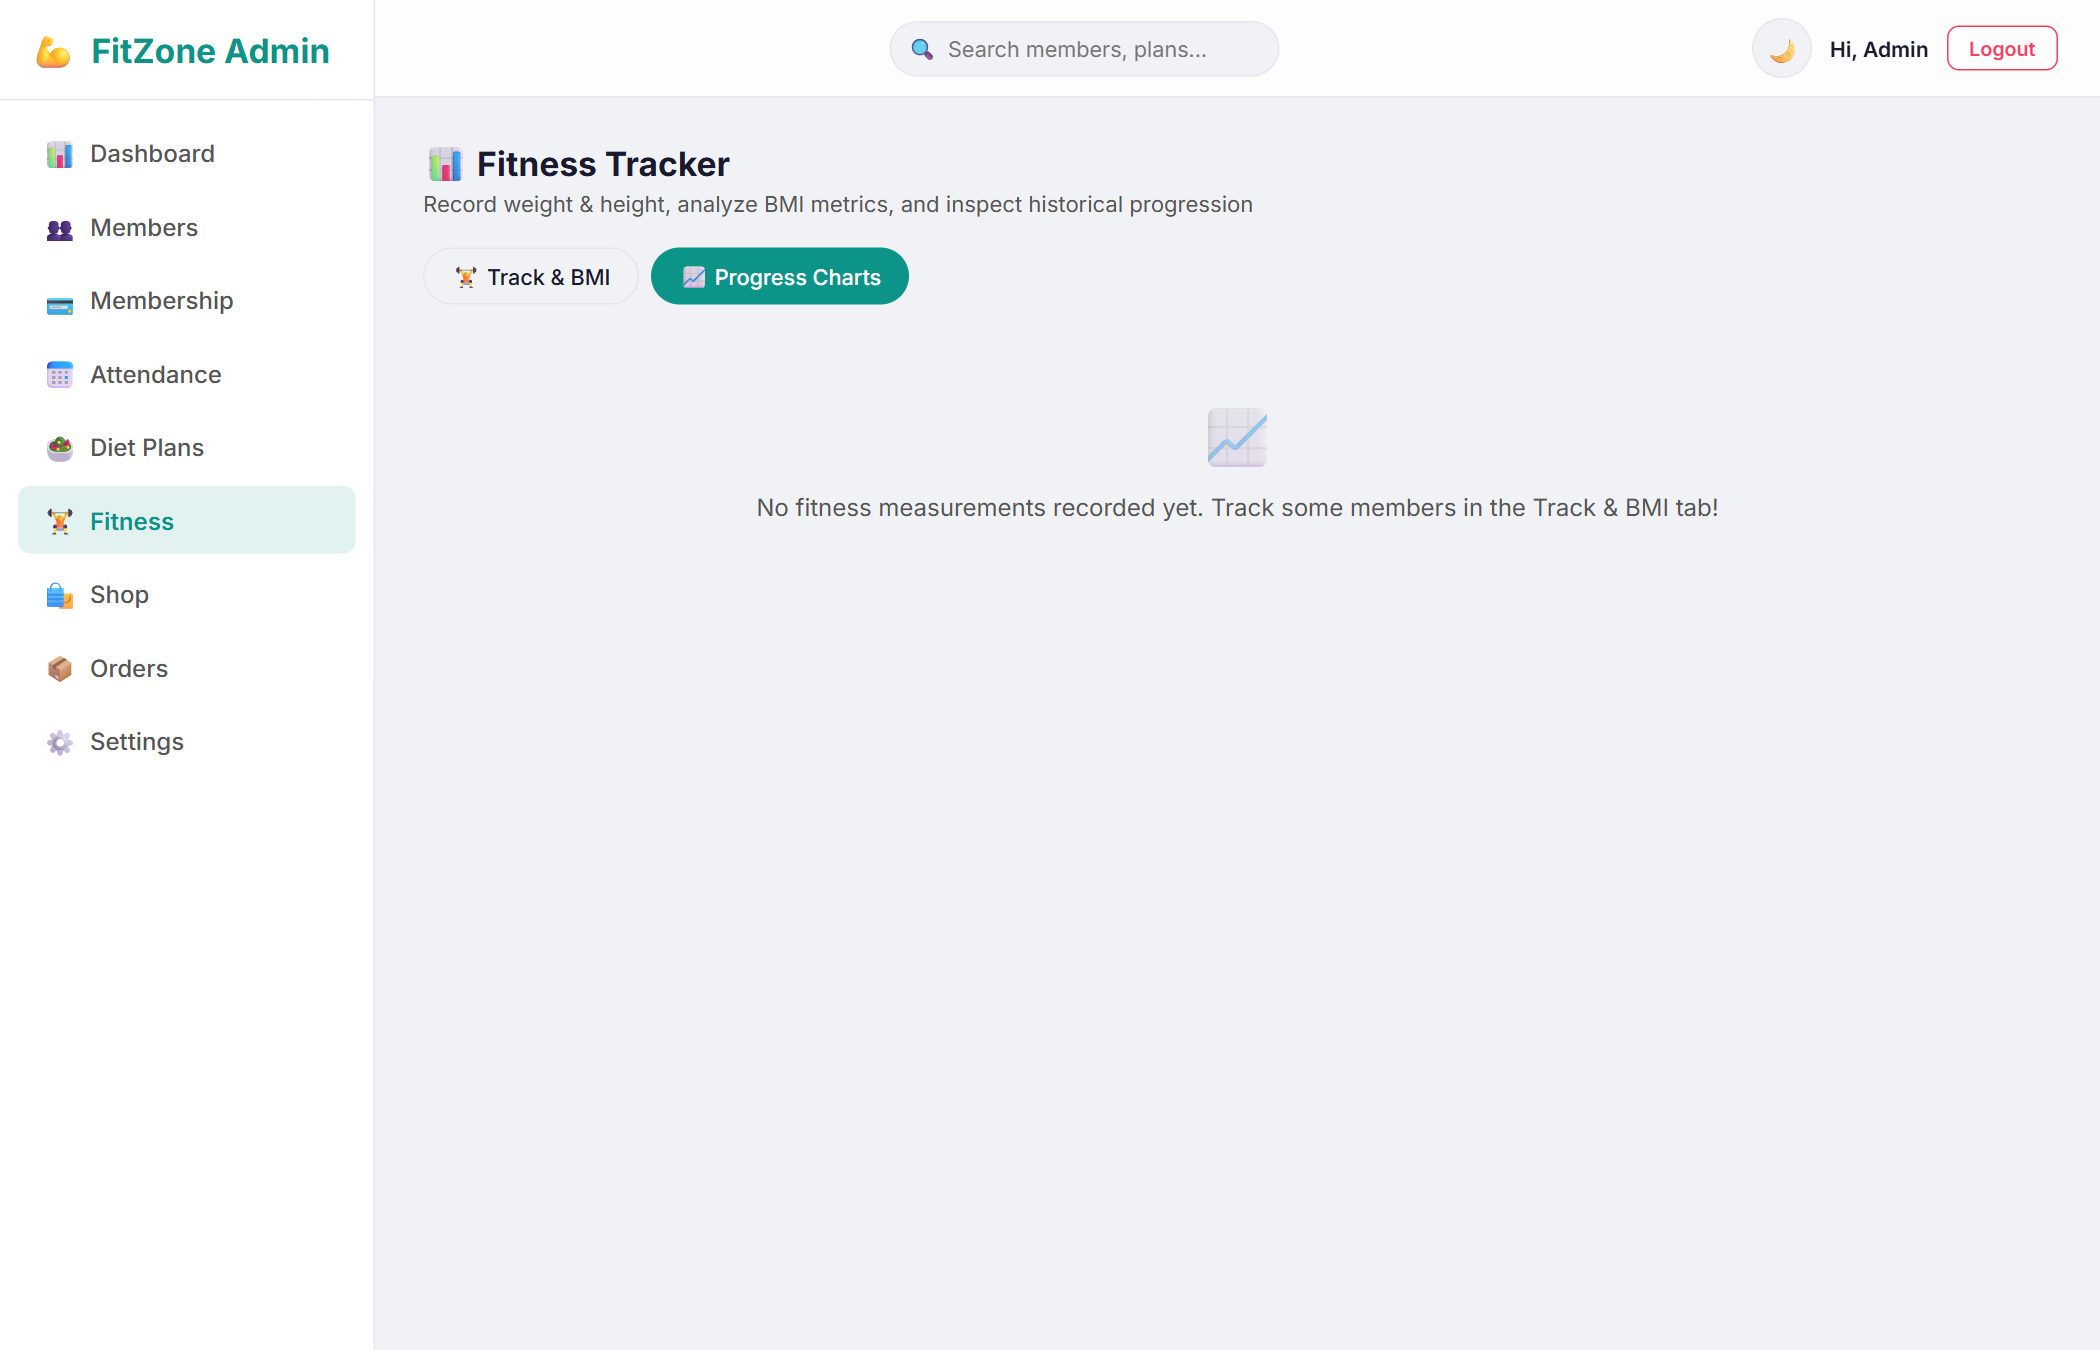 FitZone Admin
Search members, plans...
Hi, Admin
Logout
Dashboard
Members
Membership
Attendance
Diet Plans
Fitness
Shop
Orders
Settings
Fitness Tracker
Record weight & height, analyze BMI metrics, and inspect historical progression
Track & BMI
Progress Charts
No fitness measurements recorded yet. Track some members in the Track & BMI tab!